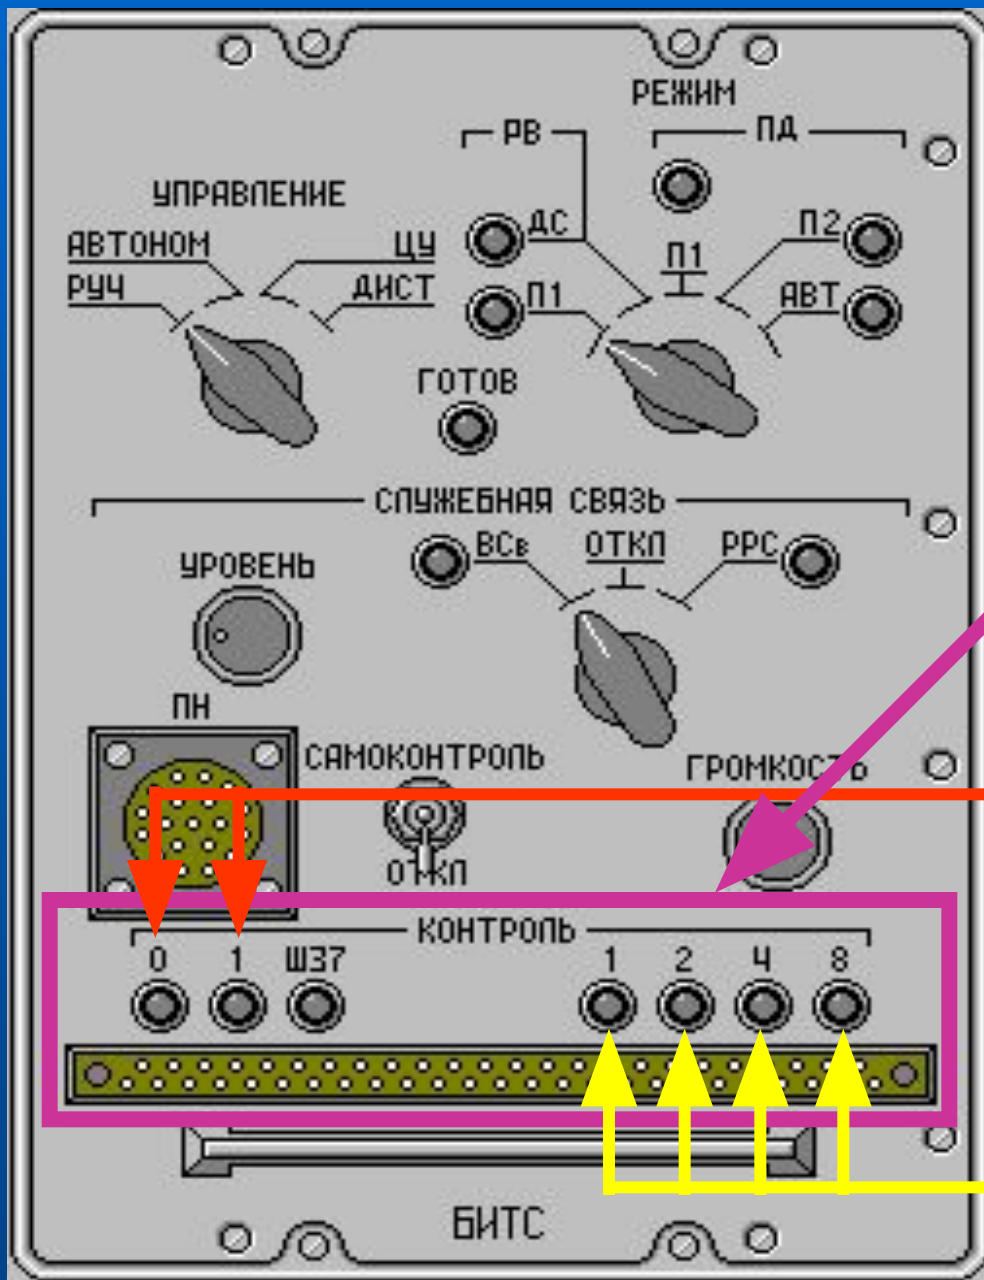 РЕЖИМ
РВ ПД
УПРАВЛЕНИЕ
ДС П2
АВТОНОМ ЦУ П1
РУЧ ДИСТ П1 АВТ
ГОТОВ
СЛУЖЕБНАЯ СВЯЗЬ
ВСв ОТКЛ РРС
УРОВЕНЬ
ПН
САМОКОНТРОЛЬ ГРОМКОСТЬ
ОТКЛ
КОНТРОЛЬ
0 1 Ш37 1 2 4 8
БИТС